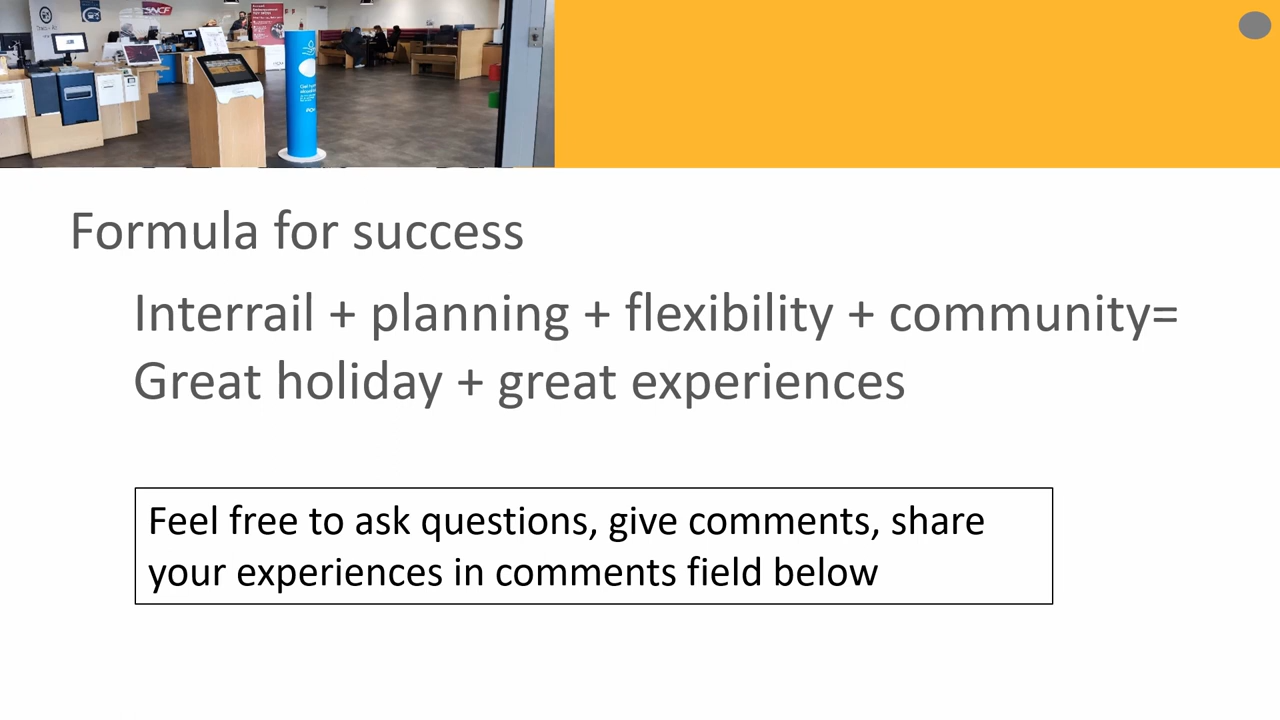 SNCF
Formula for success
Interrail + planning + flexibility + community=
Great holiday + great experiences
Feel free to ask questions, give comments, share
your experiences in comments field below